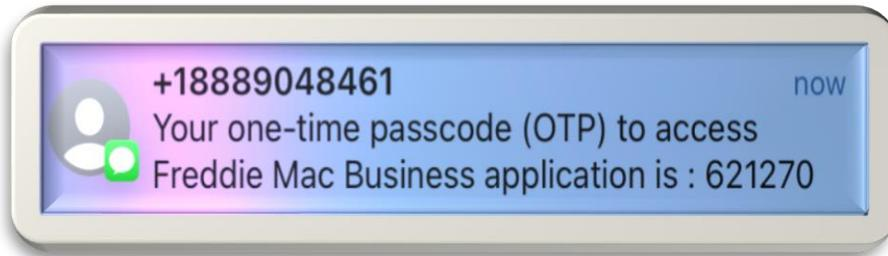 +18889048461
now
Your one-time passcode (OTP) to access
Freddie Mac Business application is : 621270